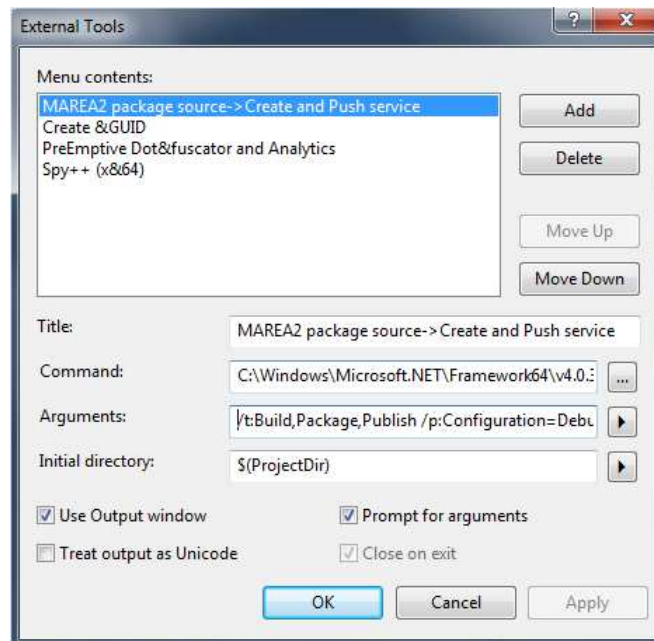 External Tools
?
Menu contents:
MAREA2 package source->Create and Push service
Create &GUID
PreEmptive Dot&fuscator and Analytics
Spy++ (x&64)
Add
Delete
Move Up
Move Down
Title:
MAREA2 package source->Create and Push service
Command:
C:\Windows\Microsoft.NET\Framework64\v4.0.3
...
Arguments:
/t:Build,Package,Publish /p:Configuration=Debu
Initial directory:
$(ProjectDir)
Use Output window
Prompt for arguments
Treat output as Unicode
Close on exit
OK
Cancel
Apply